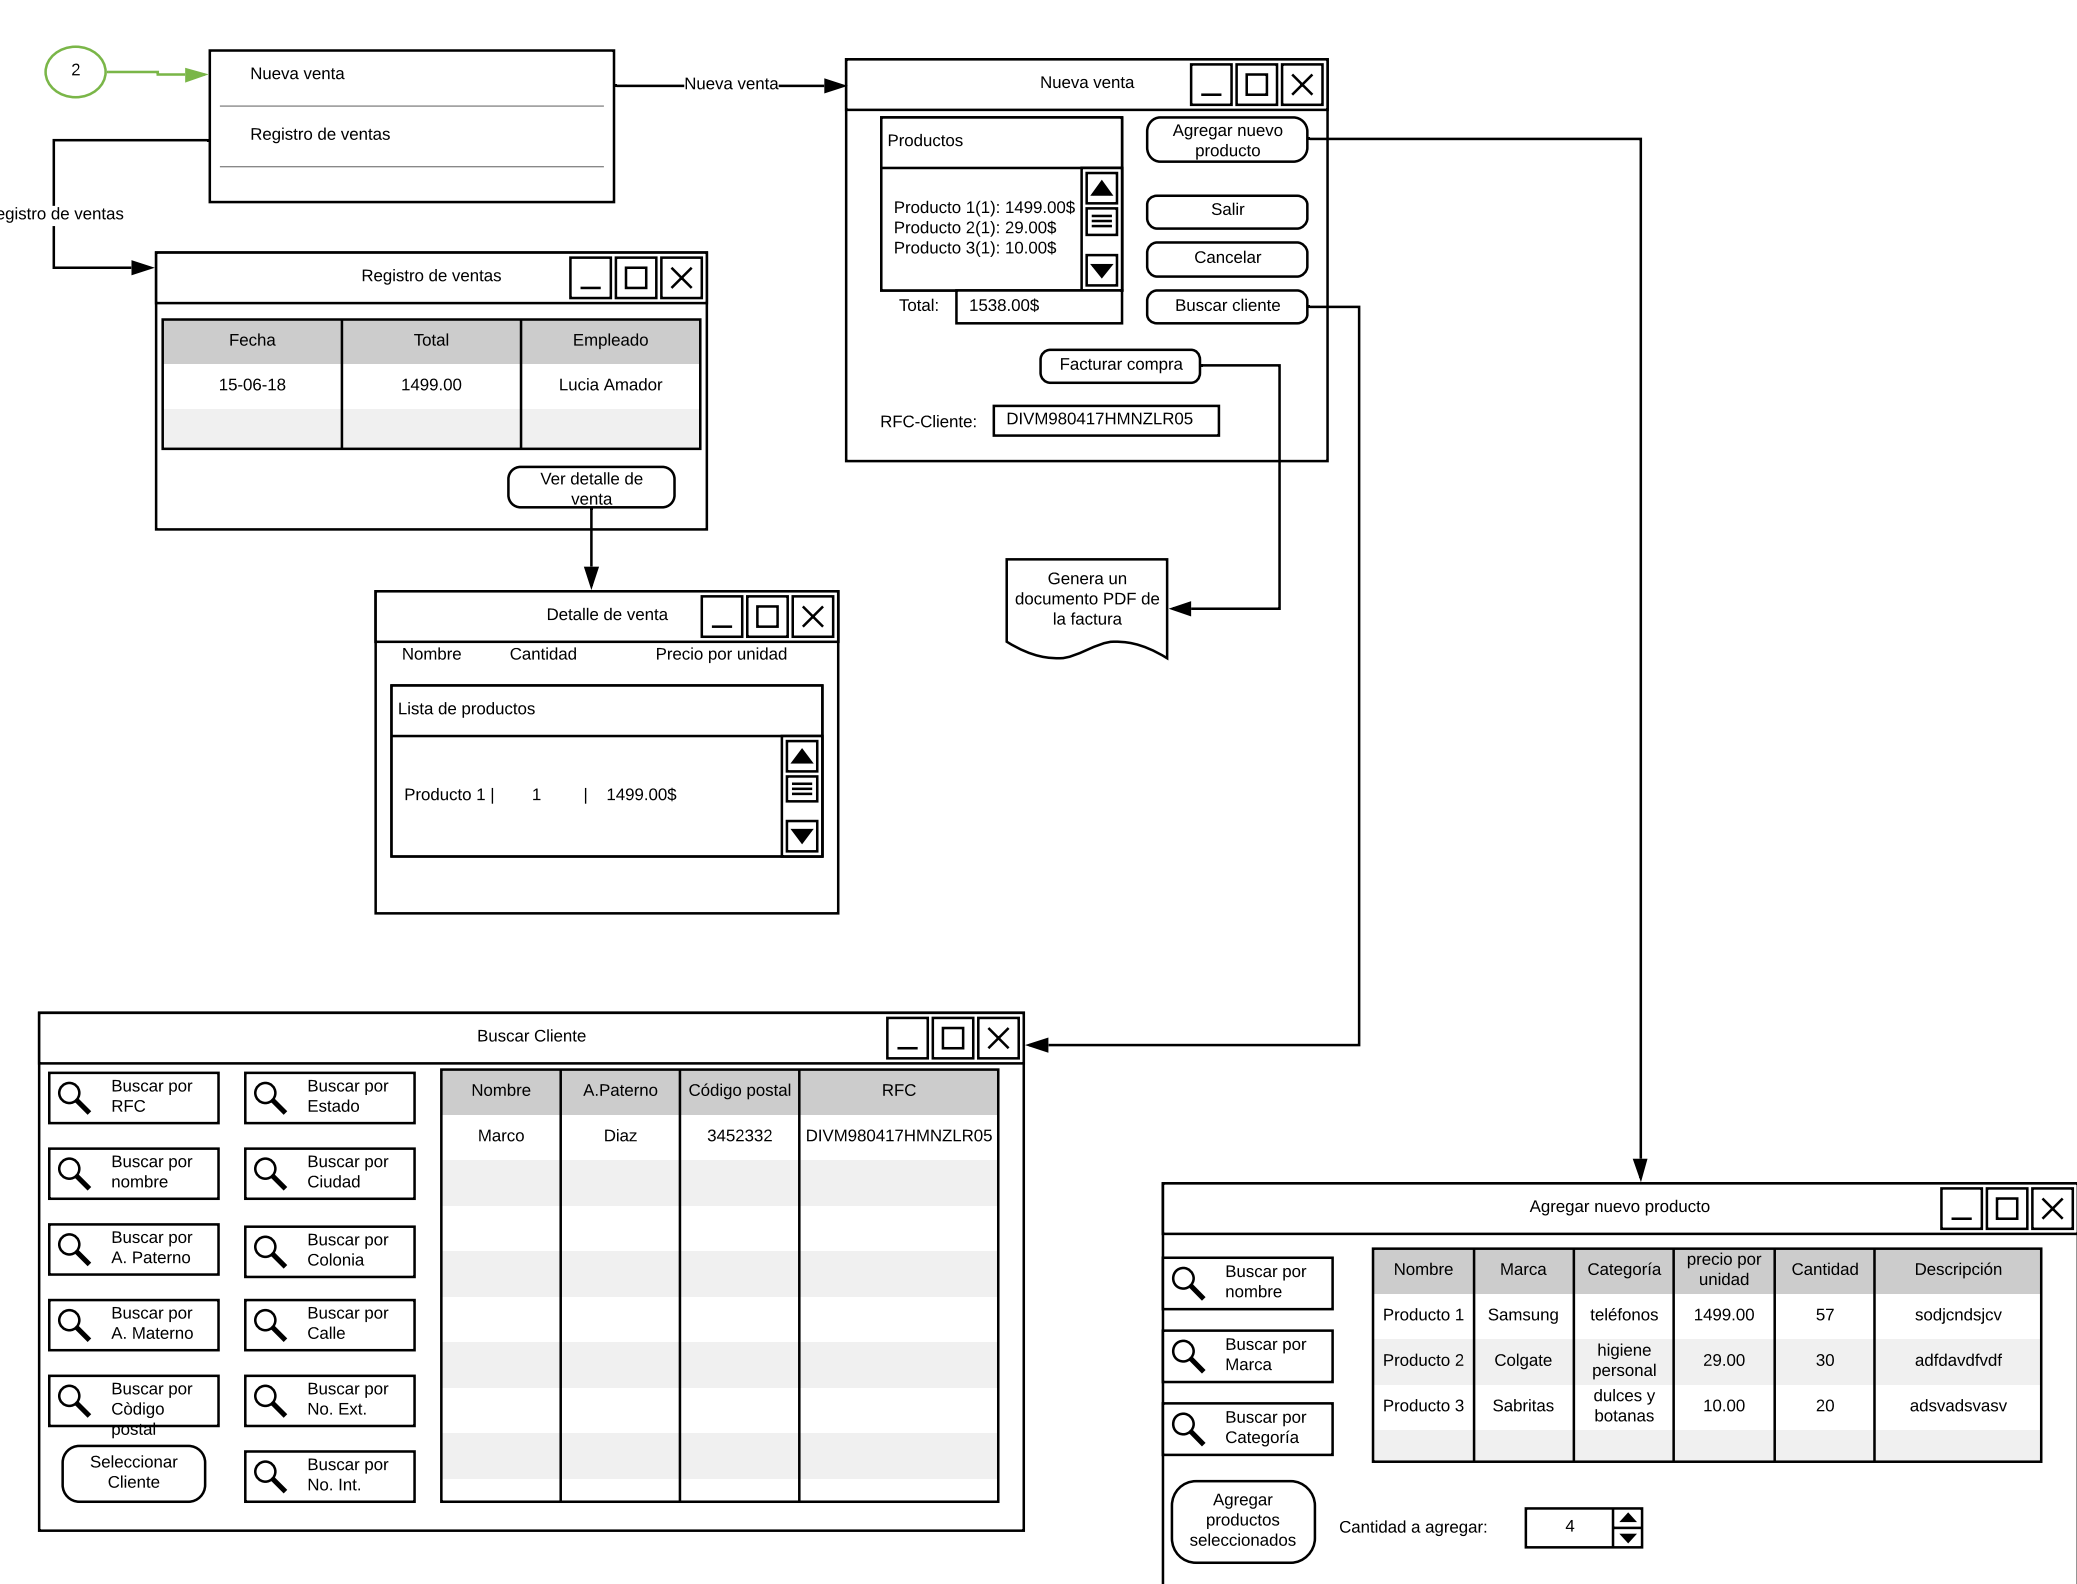 2
Nueva venta
Registro de ventas
Nueva venta
egistro de ventas
Nueva venta
Productos
Producto 1(1): 1499.00$
Producto 2(1): 29.00$
Producto 3(1): 10.00$
Total:
1538.00$
Agregar nuevo
producto
Salir
Cancelar
Buscar cliente
Facturar compra
RFC-Cliente:
DIVM980417HMNZLR05
Registro de ventas
Fecha Total Empleado
15-06-18 1499.00 Lucia Amador
Ver detalle de
venta
Genera un
documento PDF de
la factura
Detalle de venta
Nombre Cantidad Precio por unidad
Lista de productos
Producto 1 | 1 | 1499.00$
Buscar Cliente
Buscar por
RFC
Buscar por
nombre
Buscar por
A. Paterno
Buscar por
A. Materno
Buscar por
Còdigo
postal
Seleccionar
Cliente
Buscar por
Estado
Buscar por
Ciudad
Buscar por
Colonia
Buscar por
Calle
Buscar por
No. Ext.
Buscar por
No. Int.
Nombre A.Paterno Código postal RFC
Marco Diaz 3452332 DIVM980417HMNZLR05
Agregar nuevo producto
Buscar por
nombre
Buscar por
Marca
Buscar por
Categoría
Nombre Marca Categoría precio por
unidad Cantidad Descripción
Producto 1 Samsung teléfonos 1499.00 57 sodjcndsjcv
Producto 2 Colgate higiene
personal 29.00 30 adfdavdfvdf
Producto 3 Sabritas dulces y
botanas 10.00 20 adsvadsvasv
Agregar
productos
seleccionados
Cantidad a agregar:
4